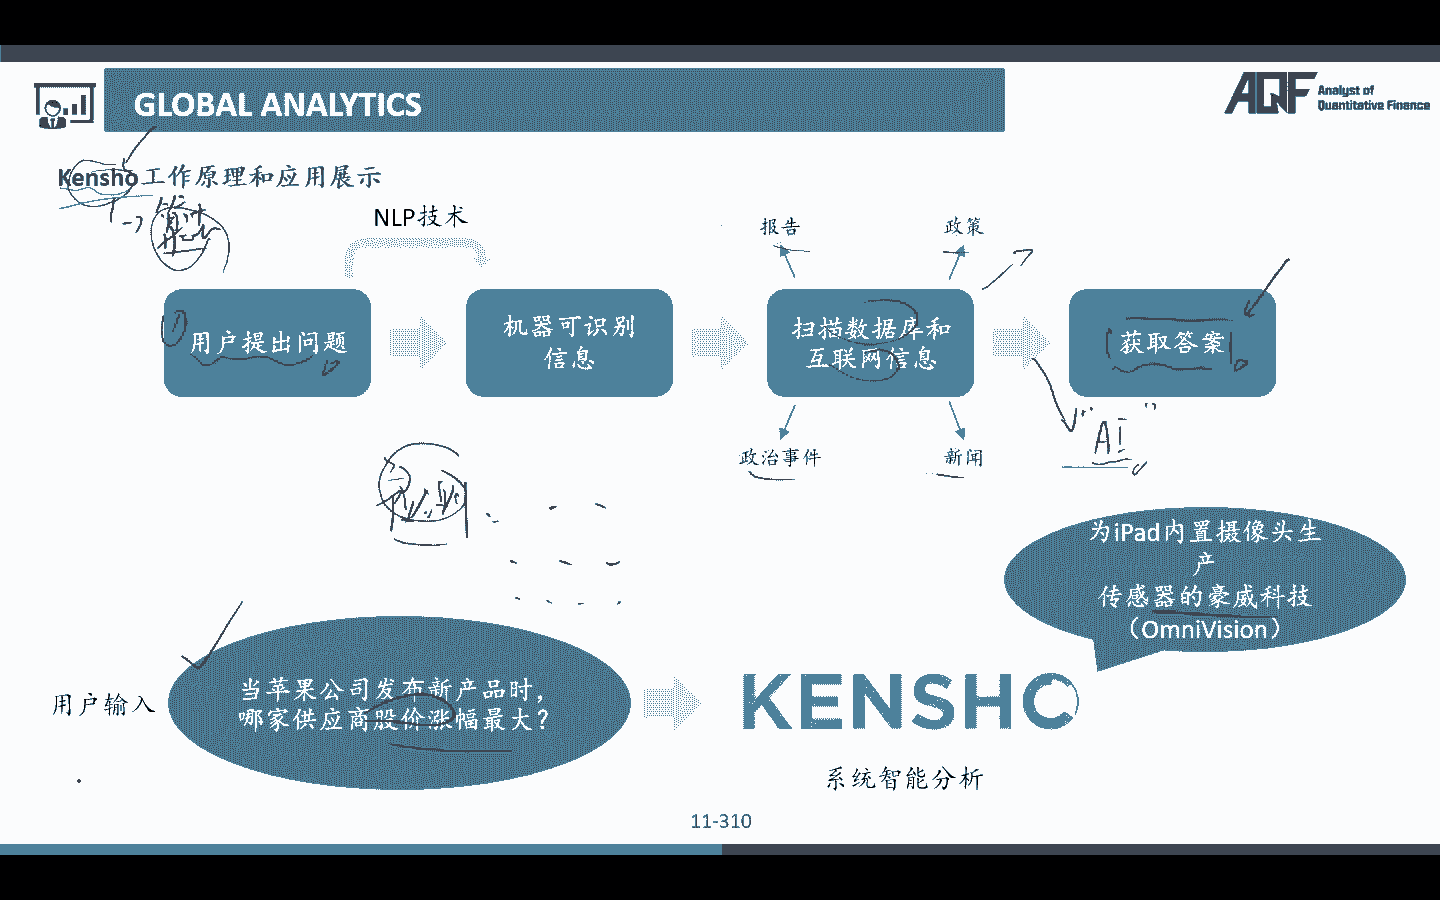 GLOBAL ANALYTICS
AQF Analyst of
Quantitative Finance
Kensho工作原理和应用展示
NLP技术
报告
政策
用户提出问题
机器可识别
信息
扫描数据库和
互联网信息
获取答案
政治事件
新闻
"AI"
为iPad内置摄像头生
产
传感器的豪威科技
（OmniVision）
用户输入
当苹果公司发布新产品时，
哪家供应商股价涨幅最大？
KENSHO
系统智能分析
11-310